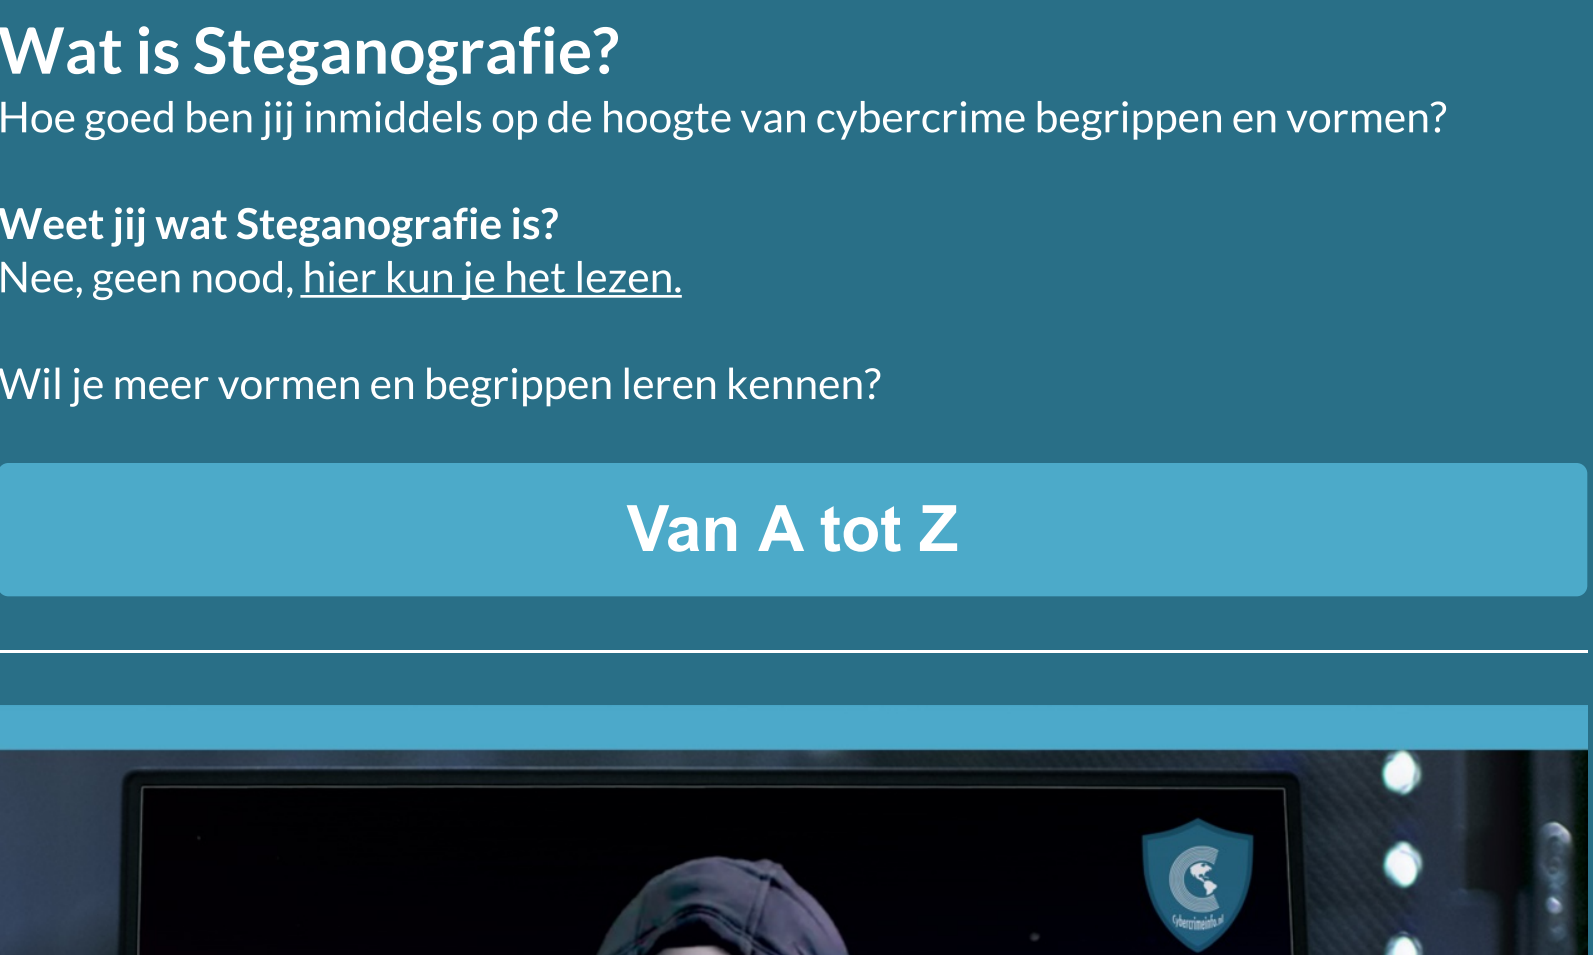 Wat is Steganografie?
Hoe goed ben jij inmiddels op de hoogte van cybercrime begrippen en vormen?
Weet jij wat Steganografie is?
Nee, geen nood, hier kun je het lezen.
Wil je meer vormen en begrippen leren kennen?
Van A tot Z
Cybercrimeinfo.nl